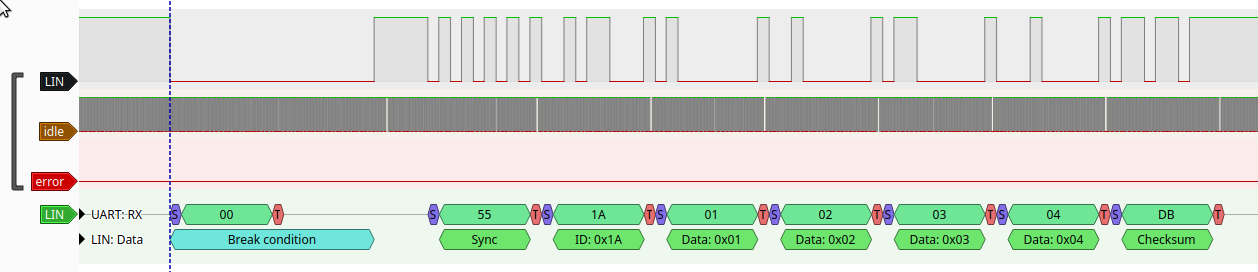 LIN
idle
error
LIN
UART: RX S 00 T S 55 T S 1A T S 01 T S 02 T S 03 T S 04 T S DB T
LIN: Data Break condition Sync ID: 0x1A Data: 0x01 Data: 0x02 Data: 0x03 Data: 0x04 Checksum